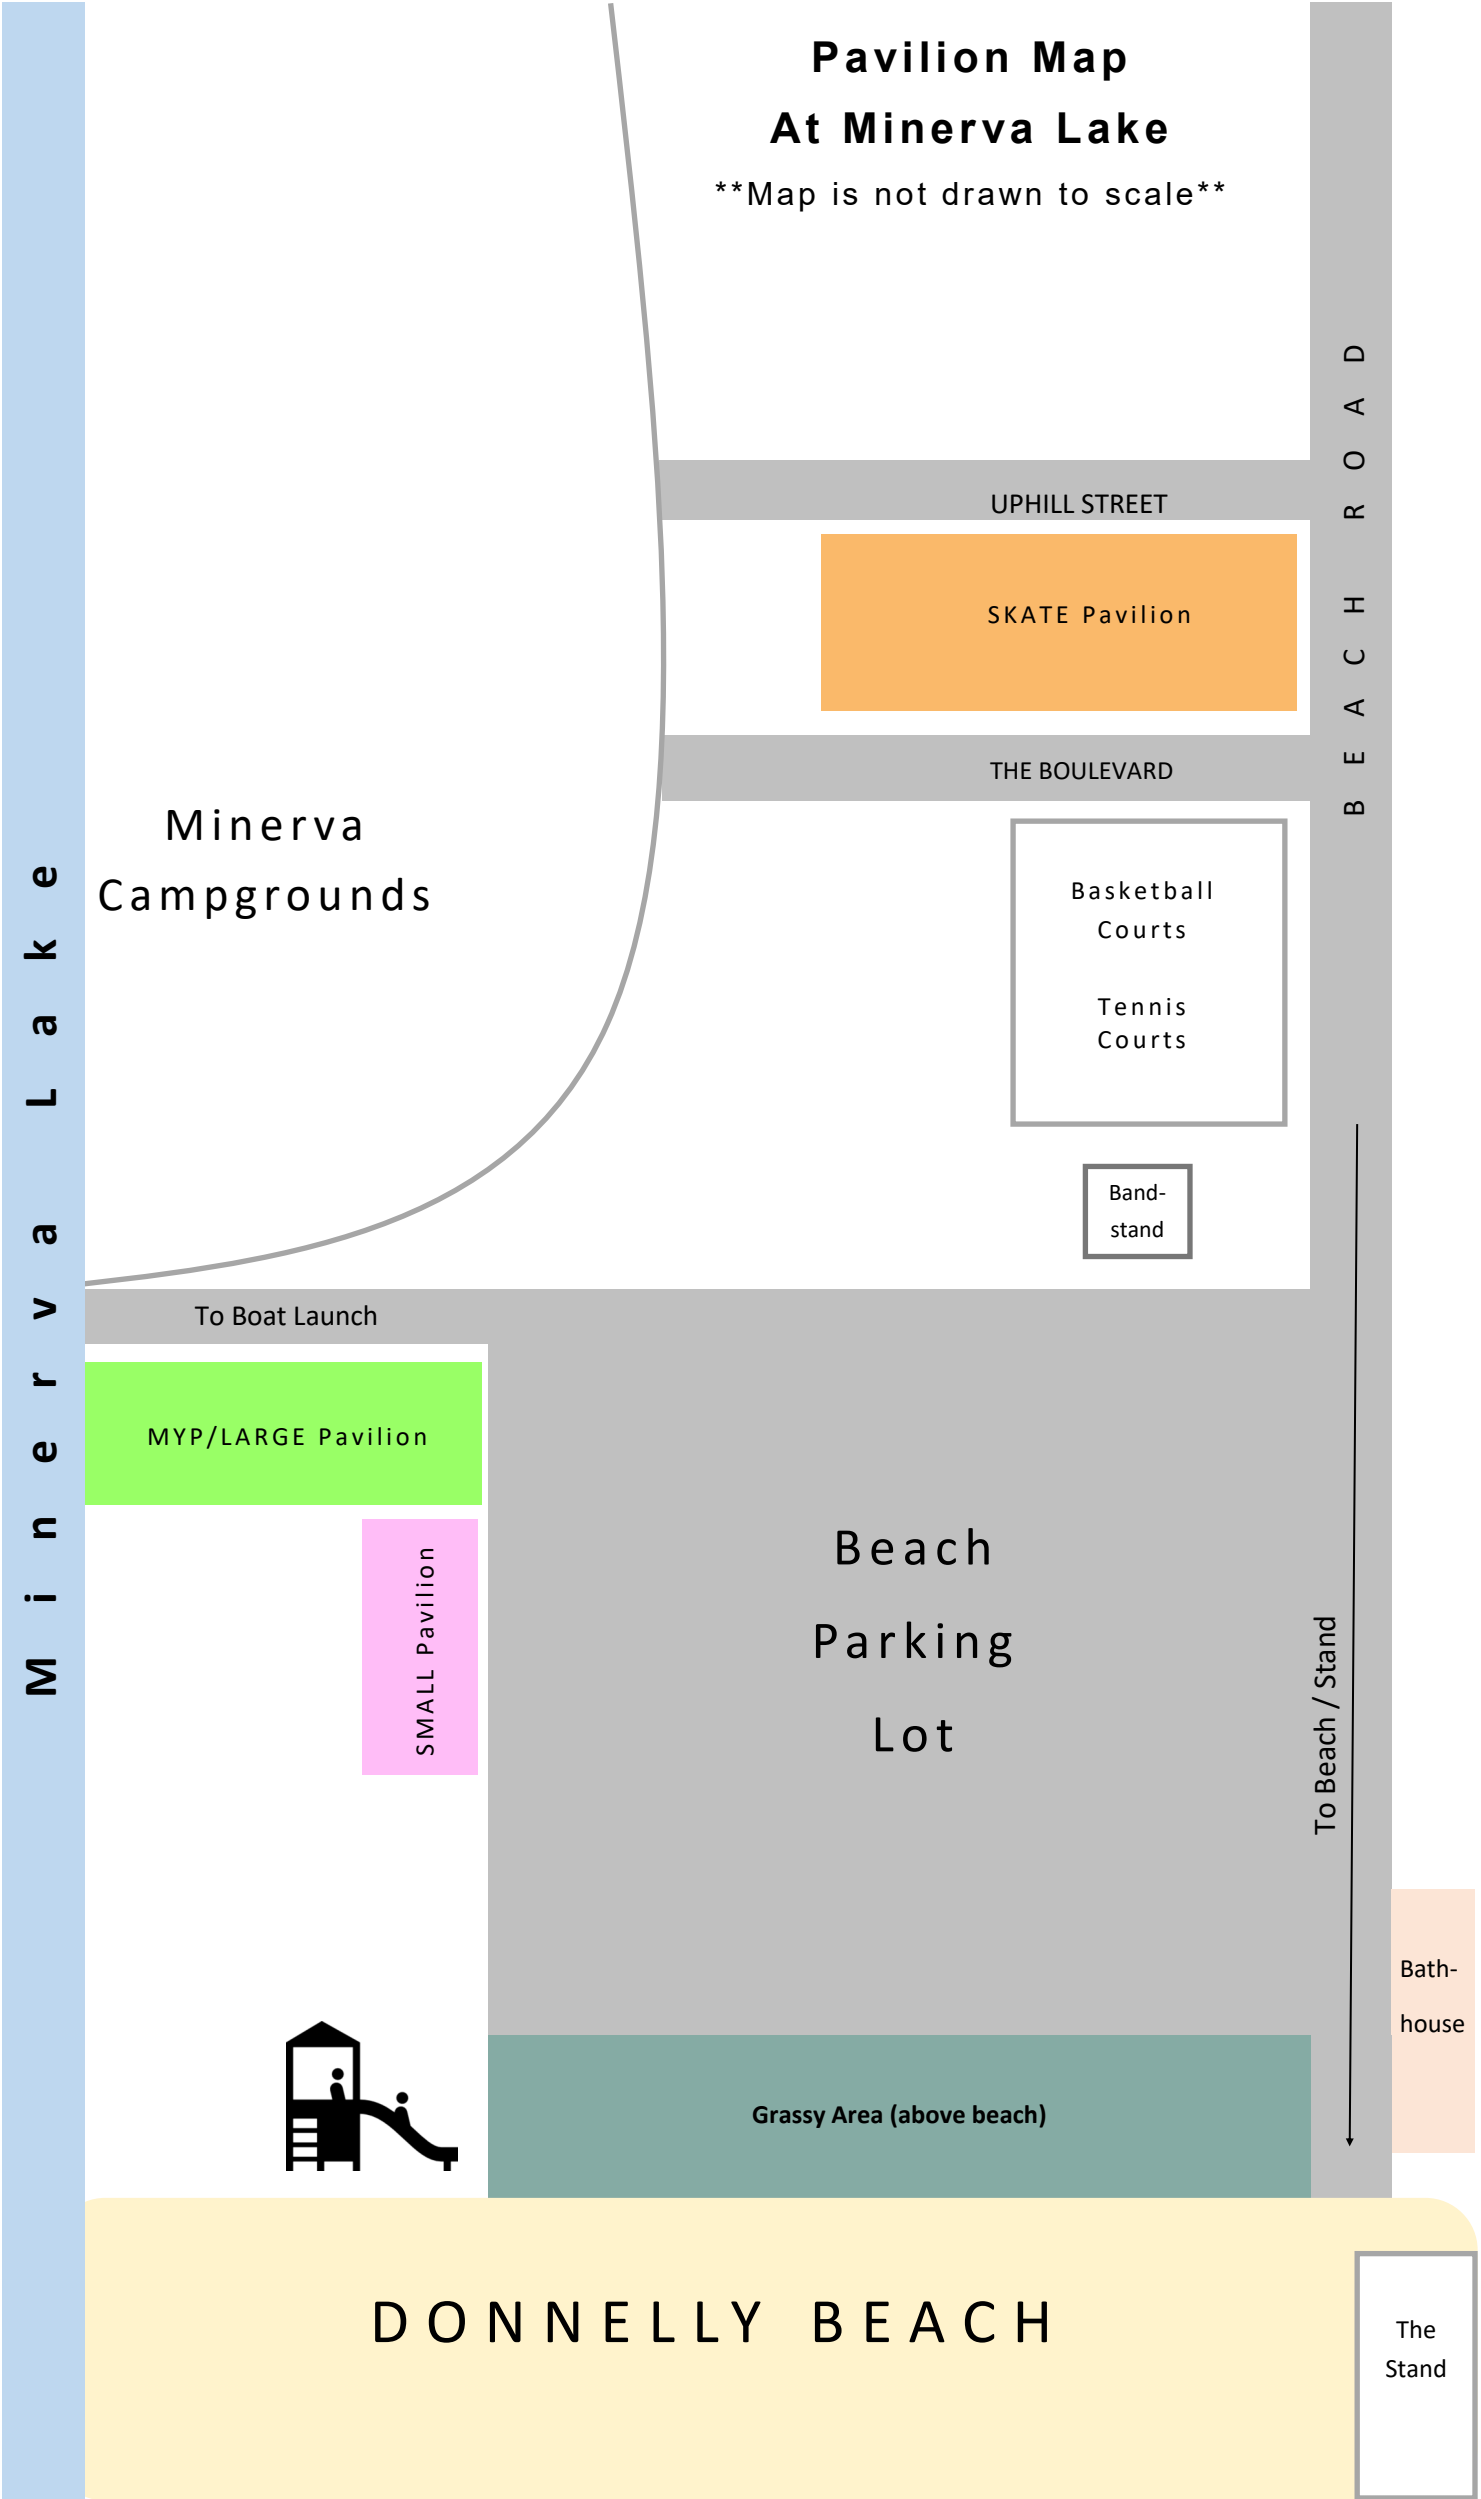 Pavilion Map
At Minerva Lake
**Map is not drawn to scale**
BEACH ROAD
UPHILL STREET
SKATE Pavilion
THE BOULEVARD
Minerva
Campgrounds
Minerva Lake
Basketball
Courts
Tennis
Courts
Band-
stand
To Boat Launch
MYP/LARGE Pavilion
SMALL Pavilion
Beach
Parking
Lot
To Beach / Stand
Bath-
house
Grassy Area (above beach)
DONNELLY BEACH
The
Stand